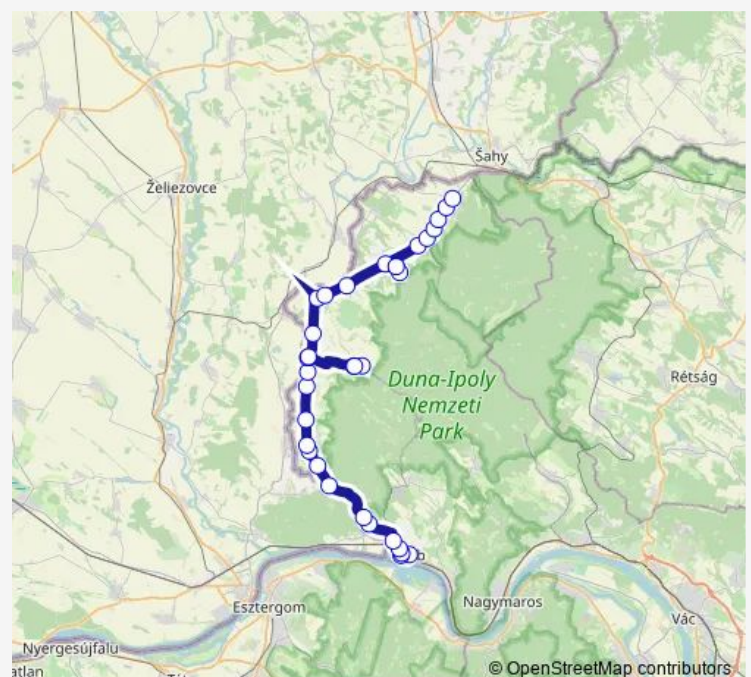 Šahy
Želiezovce
Rétság
Duna-Ipoly
Nemzeti
Park
Esztergom
Nagymaros
Vác
Nyergesújfalu
© OpenStreetMap contributors